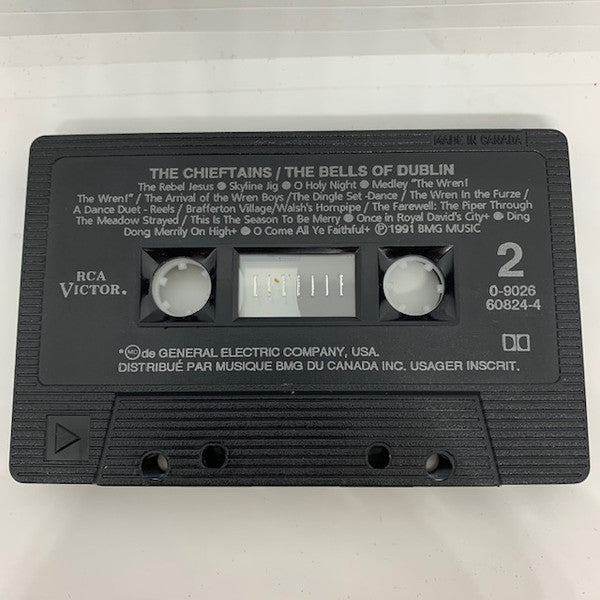 MADE IN CANADA
THE CHIEFTAINS / THE BELLS OF DUBLIN
The Rebel Jesus ● Skyline Jig ● O Holy Night ● Medley "The Wren!
The Wren!" / The Arrival of the Wren Boys /The Dingle Set -Dance / The Wren In the Furze /
A Dance Duet - Reels / Brafferton Village/Walsh's Hornpipe / The Farewell: The Piper Through
The Meadow Strayed / This Is The Season To Be Merry ● Once in Royal David's City+ ● Ding
Dong Merrily On High+ ● O Come All Ye Faithful+ ℗1991 BMG MUSIC
RCA
VICTOR.
2
0-9026
60824-4
*MC de GENERAL ELECTRIC COMPANY, USA.
DISTRIBUÉ PAR MUSIQUE BMG DU CANADA INC. USAGER INSCRIT.